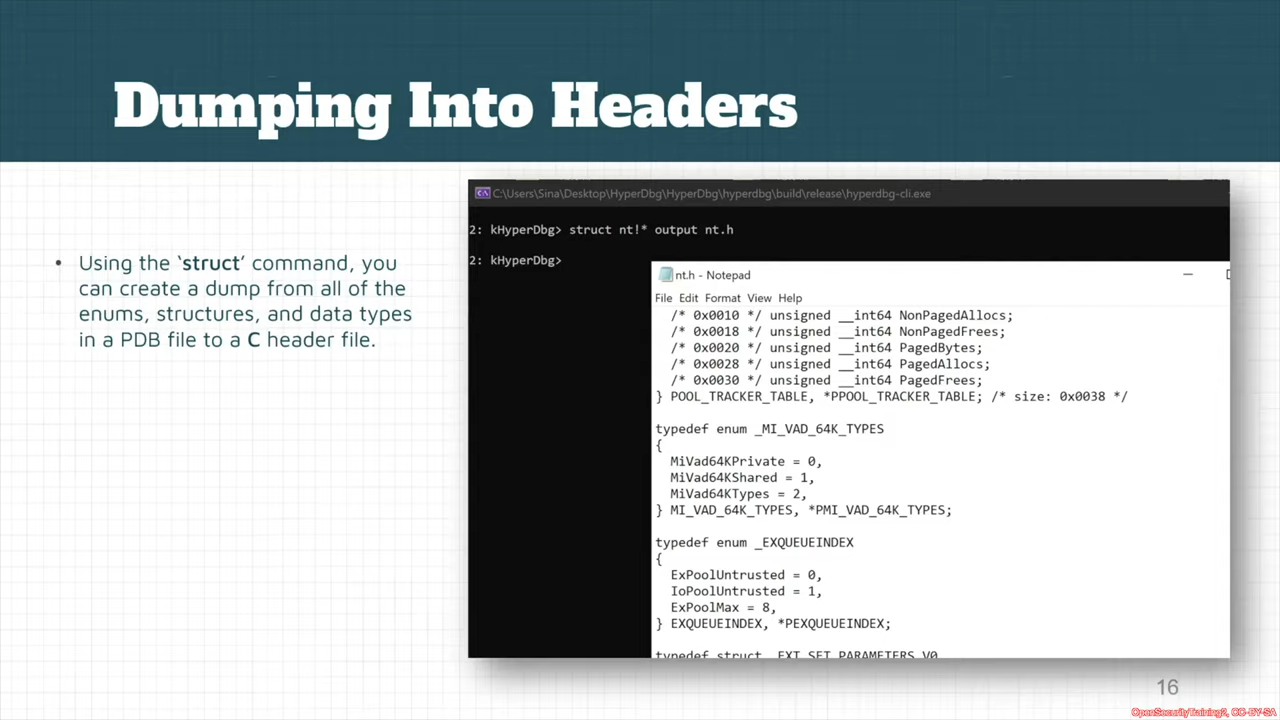 Dumping Into Headers
• Using the ‘struct’ command, you
can create a dump from all of the
enums, structures, and data types
in a PDB file to a C header file.
C:\Users\Sina\Desktop\HyperDbg\HyperDbg\hyperdbg\build\release\hyperdbg-cli.exe
2: kHyperDbg> struct nt!* output nt.h
2: kHyperDbg>
nt.h - Notepad
File Edit Format View Help
/* 0x0010 */ unsigned __int64 NonPagedAllocs;
/* 0x0018 */ unsigned __int64 NonPagedFrees;
/* 0x0020 */ unsigned __int64 PagedBytes;
/* 0x0028 */ unsigned __int64 PagedAllocs;
/* 0x0030 */ unsigned __int64 PagedFrees;
} POOL_TRACKER_TABLE, *PPOOL_TRACKER_TABLE; /* size: 0x0038 */
typedef enum _MI_VAD_64K_TYPES
{
MiVad64KPrivate = 0,
MiVad64KShared = 1,
MiVad64KTypes = 2,
} MI_VAD_64K_TYPES, *PMI_VAD_64K_TYPES;
typedef enum _EXQUEUEINDEX
{
ExPoolUntrusted = 0,
IoPoolUntrusted = 1,
ExPoolMax = 8,
} EXQUEUEINDEX, *PEXQUEUEINDEX;
typedef struct _EXT_SET_PARAMETERS_V0
16
OpenSecurityTraining2, CC-BY-SA